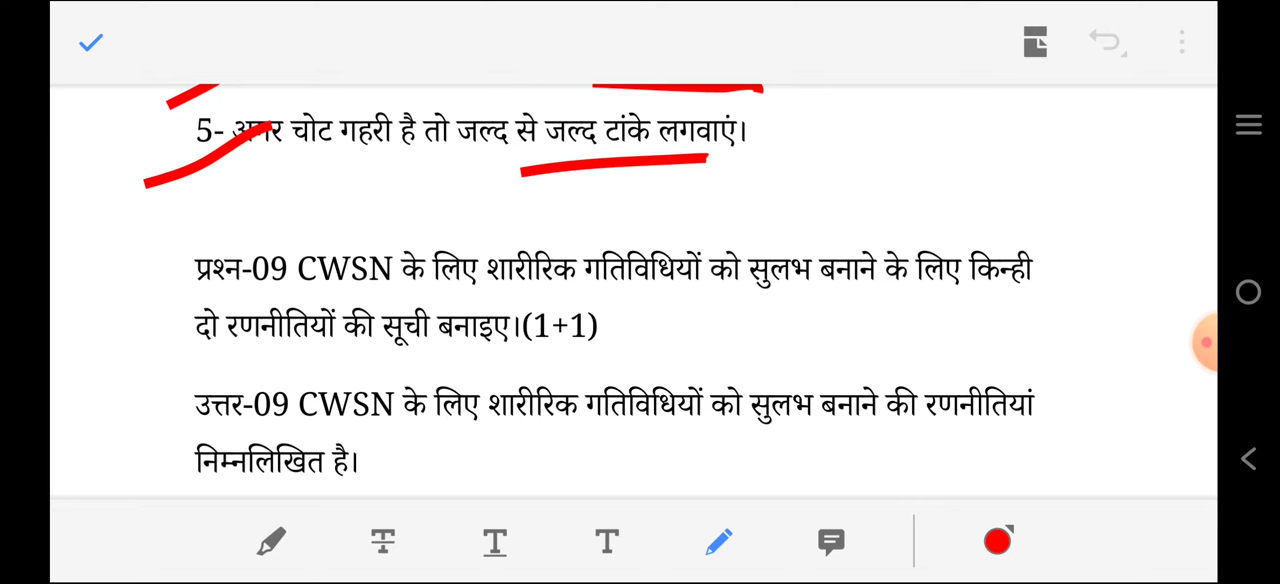 5- अगर चोट गहरी है तो जल्द से जल्द टांके लगवाएं।
प्रश्न-09 CWSN के लिए शारीरिक गतिविधियों को सुलभ बनाने के लिए किन्ही
दो रणनीतियों की सूची बनाइए।(1+1)
उत्तर-09 CWSN के लिए शारीरिक गतिविधियों को सुलभ बनाने की रणनीतियां
निम्नलिखित है।